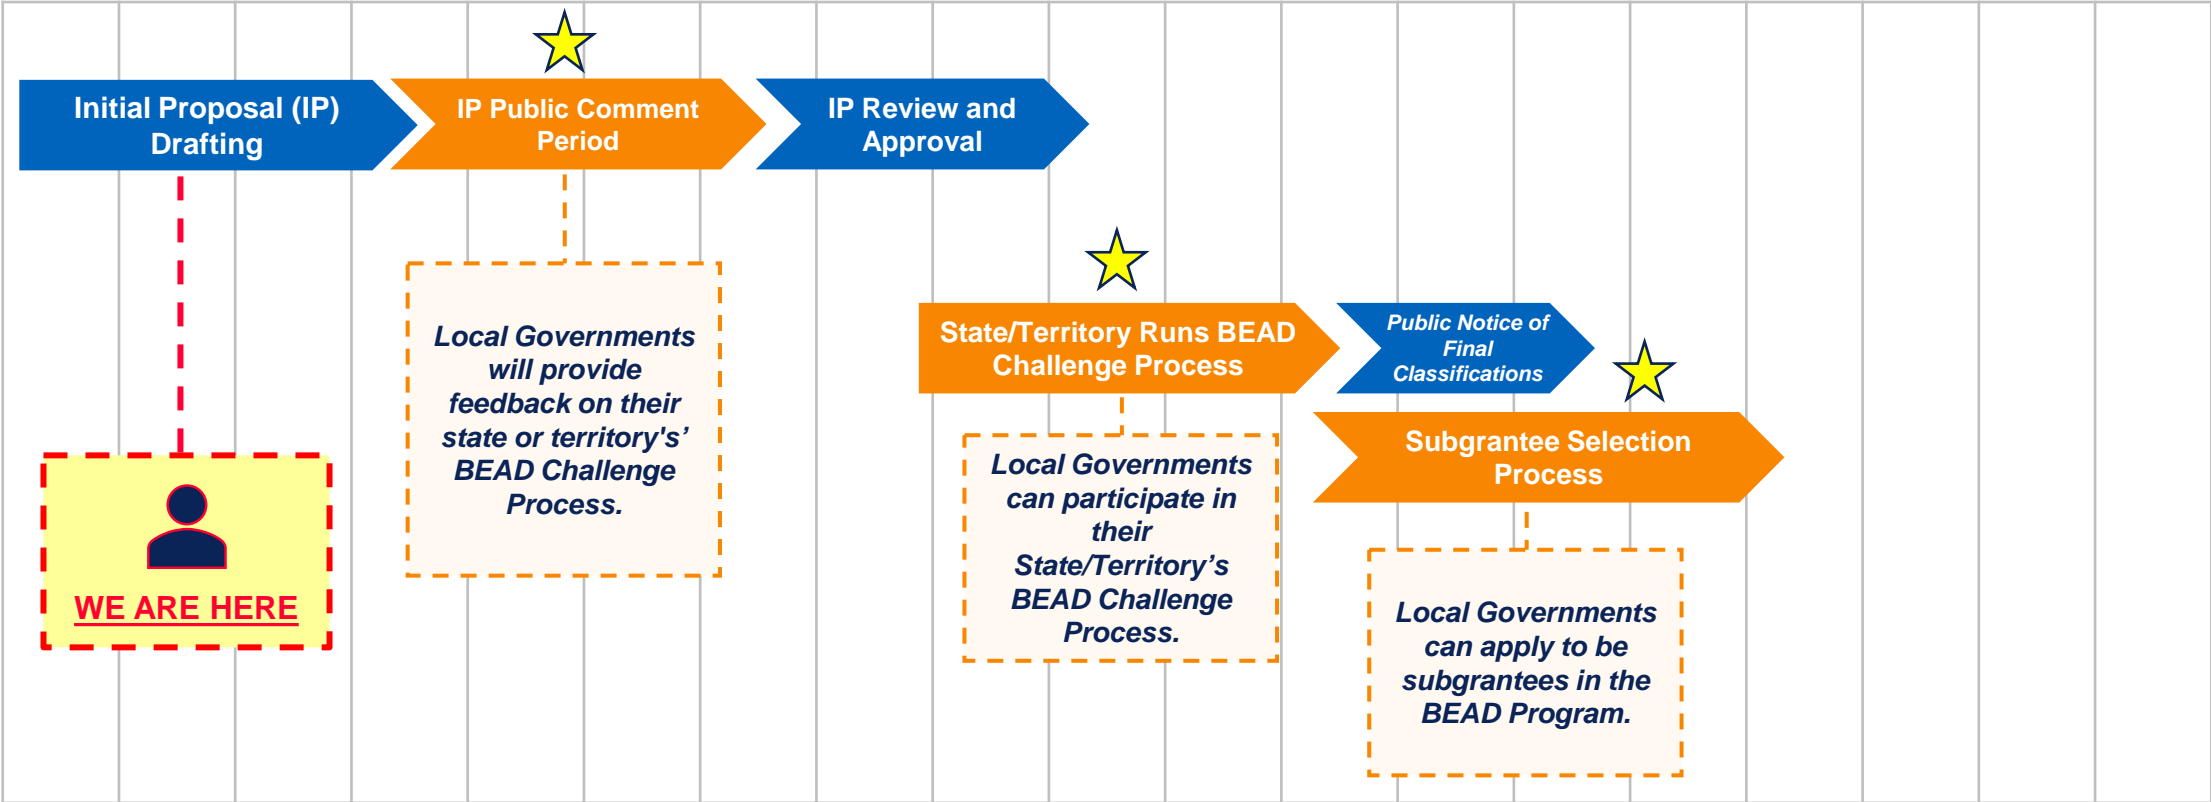 Initial Proposal (IP)
Drafting
IP Public Comment
Period
IP Review and
Approval
Local Governments
will provide
feedback on their
state or territory's’
BEAD Challenge
Process.
WE ARE HERE
State/Territory Runs BEAD
Challenge Process
Public Notice of
Final
Classifications
Local Governments
can participate in
their
State/Territory’s
BEAD Challenge
Process.
Subgrantee Selection
Process
Local Governments
can apply to be
subgrantees in the
BEAD Program.